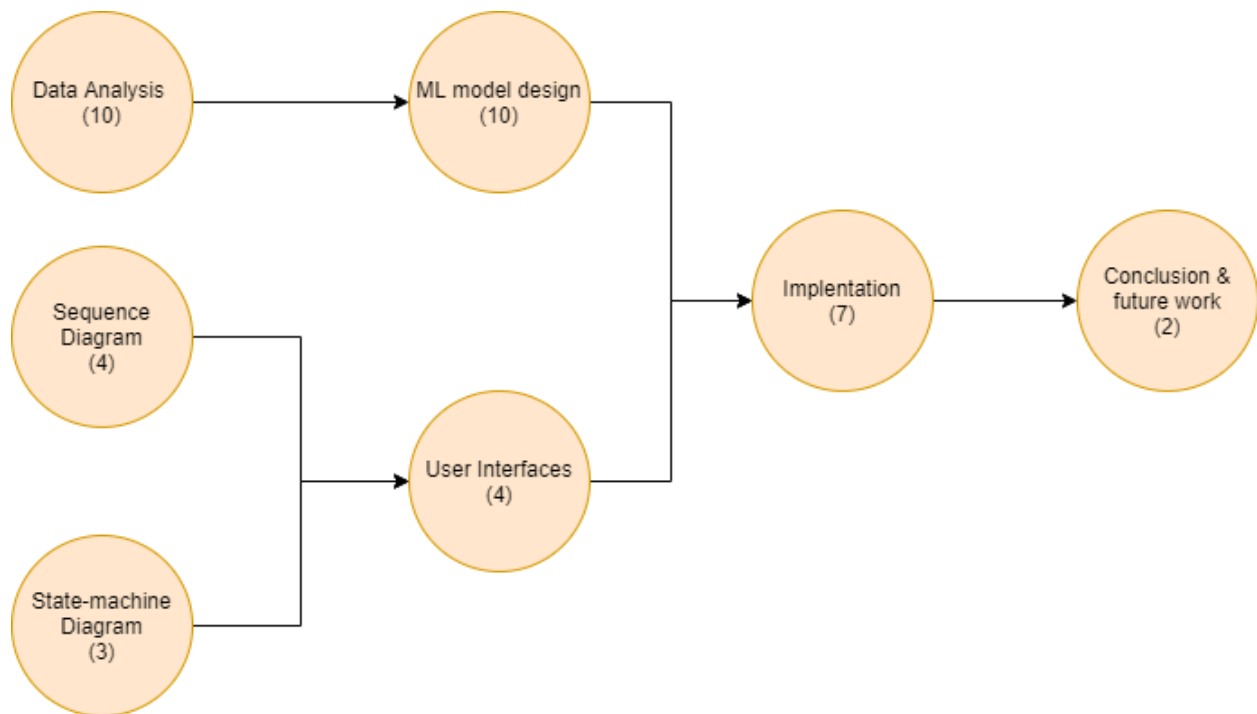 Data Analysis
(10)
ML model design
(10)
Sequence
Diagram
(4)
User Interfaces
(4)
State-machine
Diagram
(3)
Implentation
(7)
Conclusion &
future work
(2)